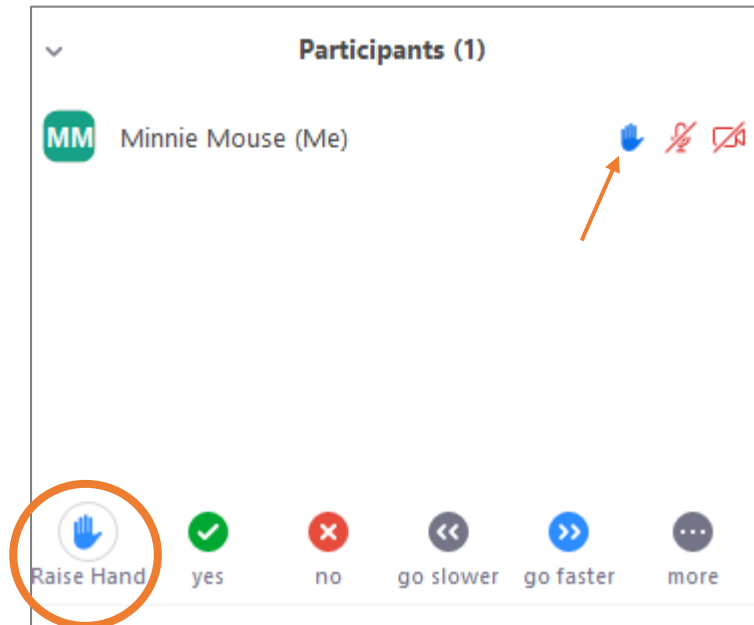 Participants (1)
MM Minnie Mouse (Me)
Raise Hand yes no go slower go faster more